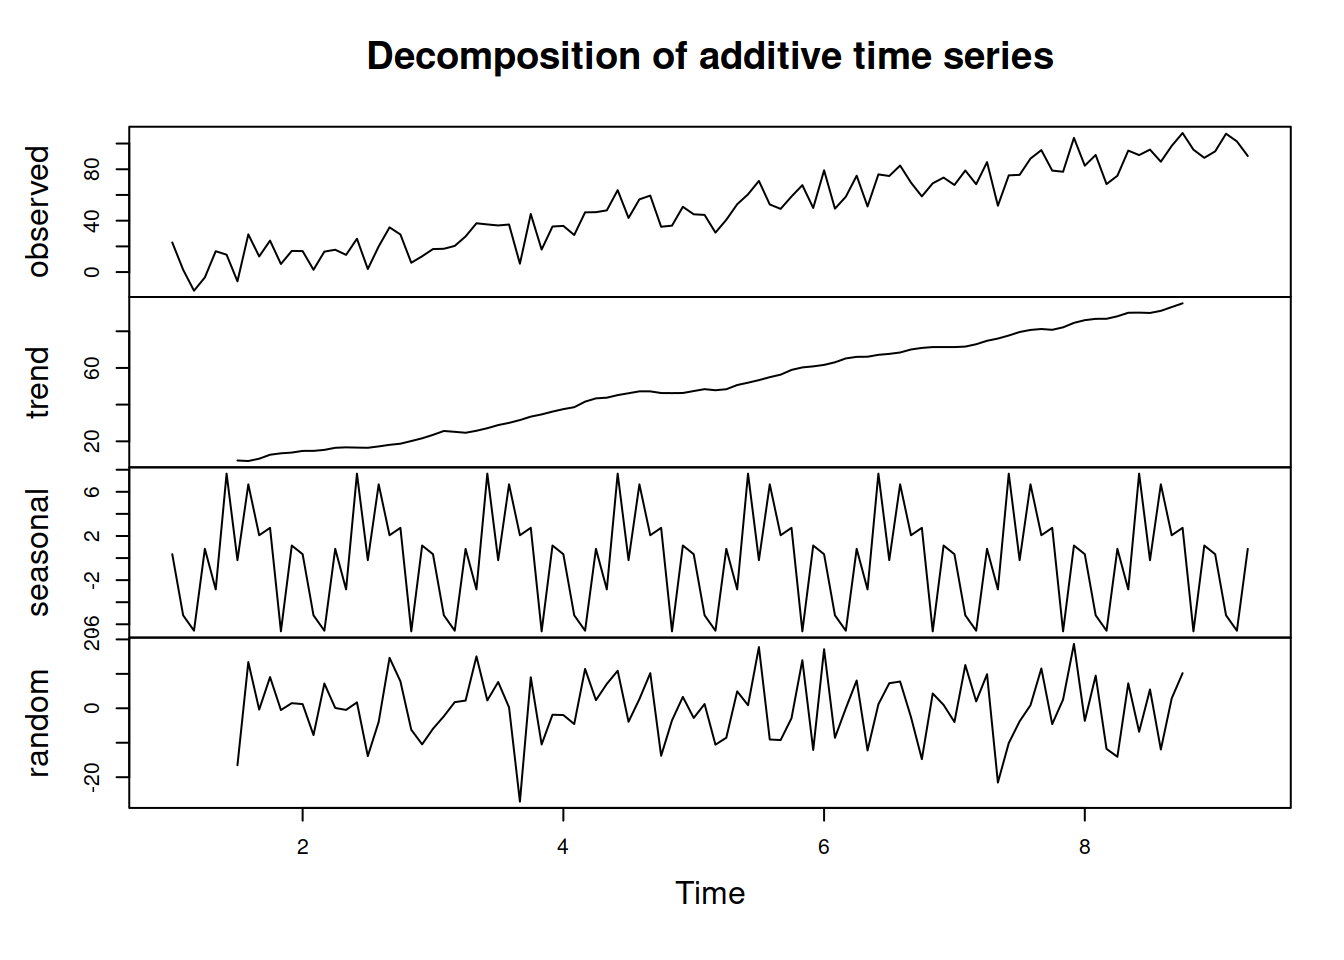 Decomposition of additive time series
observed
0 40 80
trend
20 60
seasonal
-6 -2 2 6
random
-20 0 20
2 4 6 8
Time